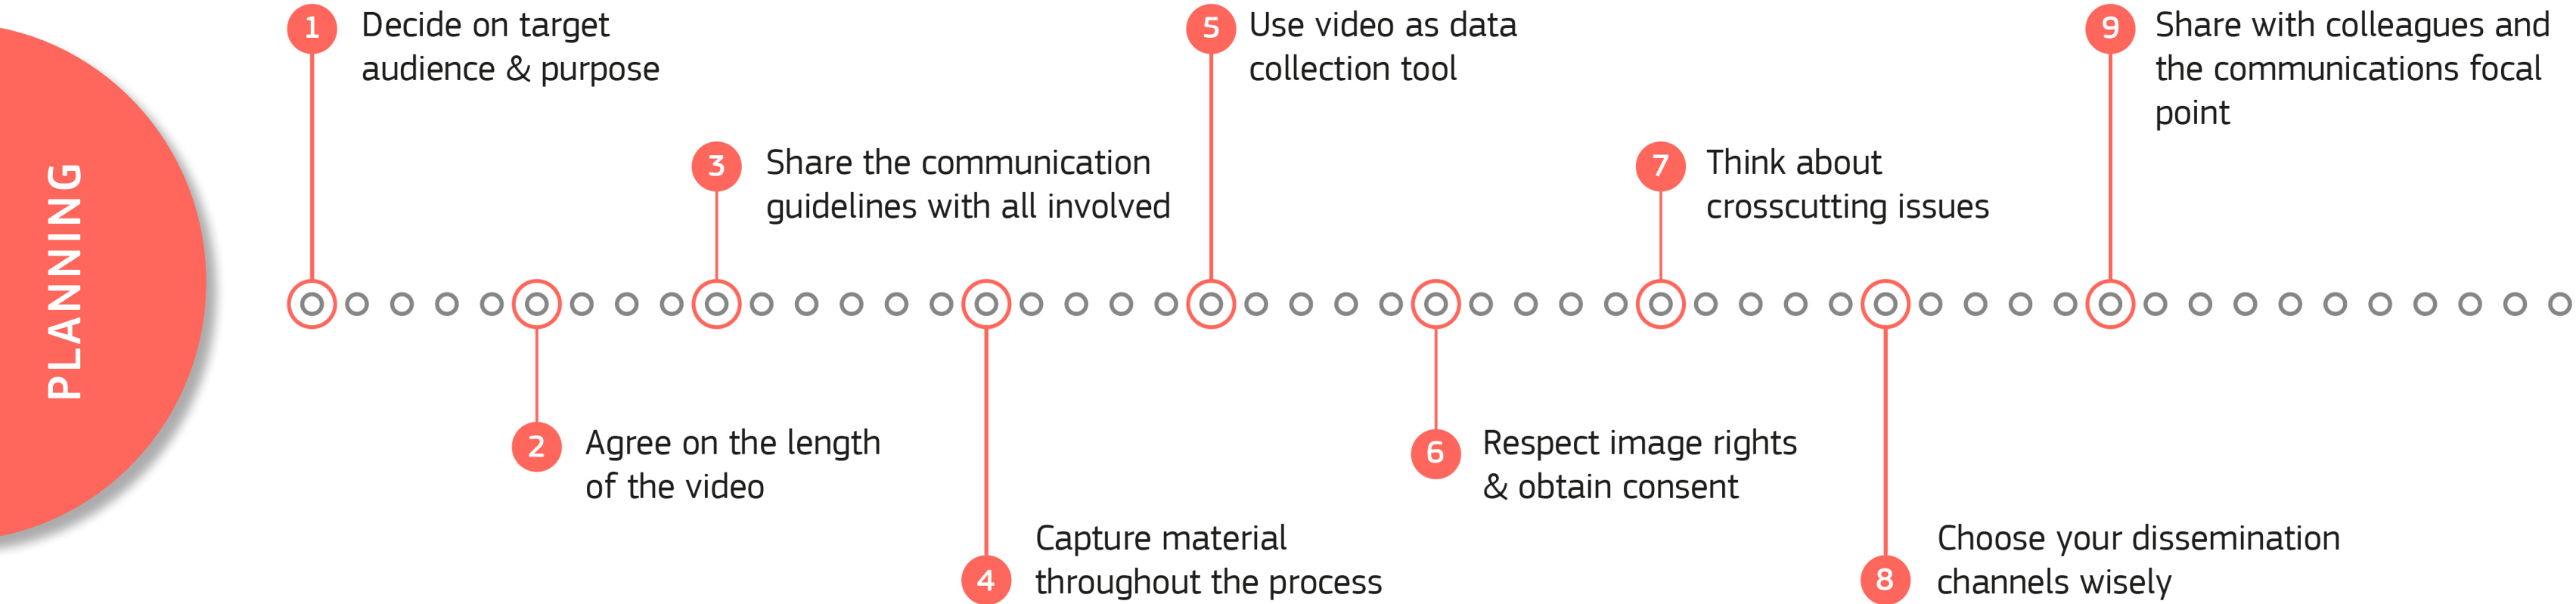 PLANNING
1
Decide on target
audience & purpose
2
Agree on the length
of the video
3
Share the communication
guidelines with all involved
4
Capture material
throughout the process
5
Use video as data
collection tool
6
Respect image rights
& obtain consent
7
Think about
crosscutting issues
8
Choose your dissemination
channels wisely
9
Share with colleagues and
the communications focal
point